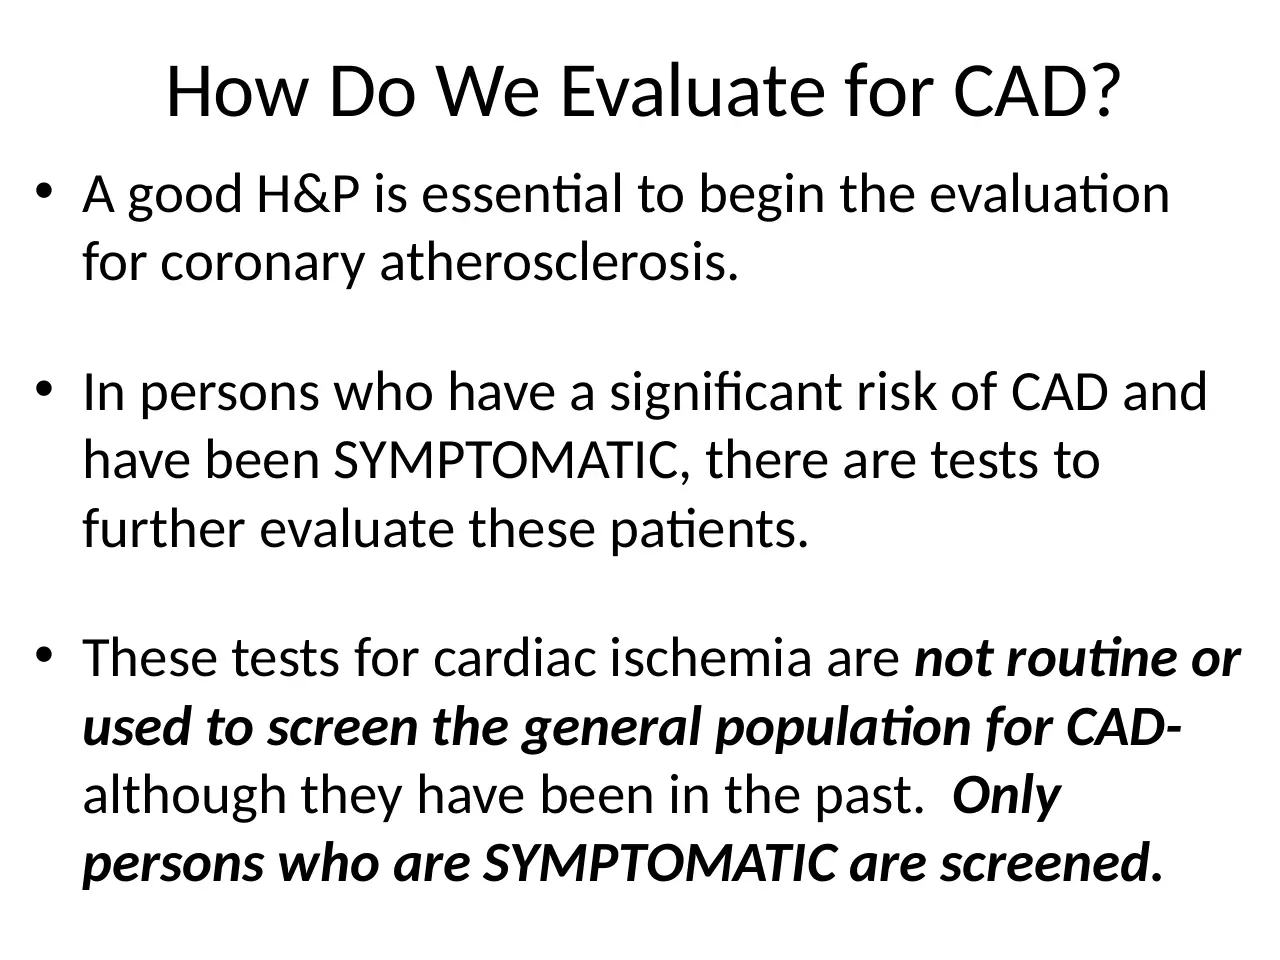 How Do We Evaluate for CAD?
• A good H&P is essential to begin the evaluation
for coronary atherosclerosis.
• In persons who have a significant risk of CAD and
have been SYMPTOMATIC, there are tests to
further evaluate these patients.
• These tests for cardiac ischemia are not routine or
used to screen the general population for CAD-
although they have been in the past.  Only
persons who are SYMPTOMATIC are screened.